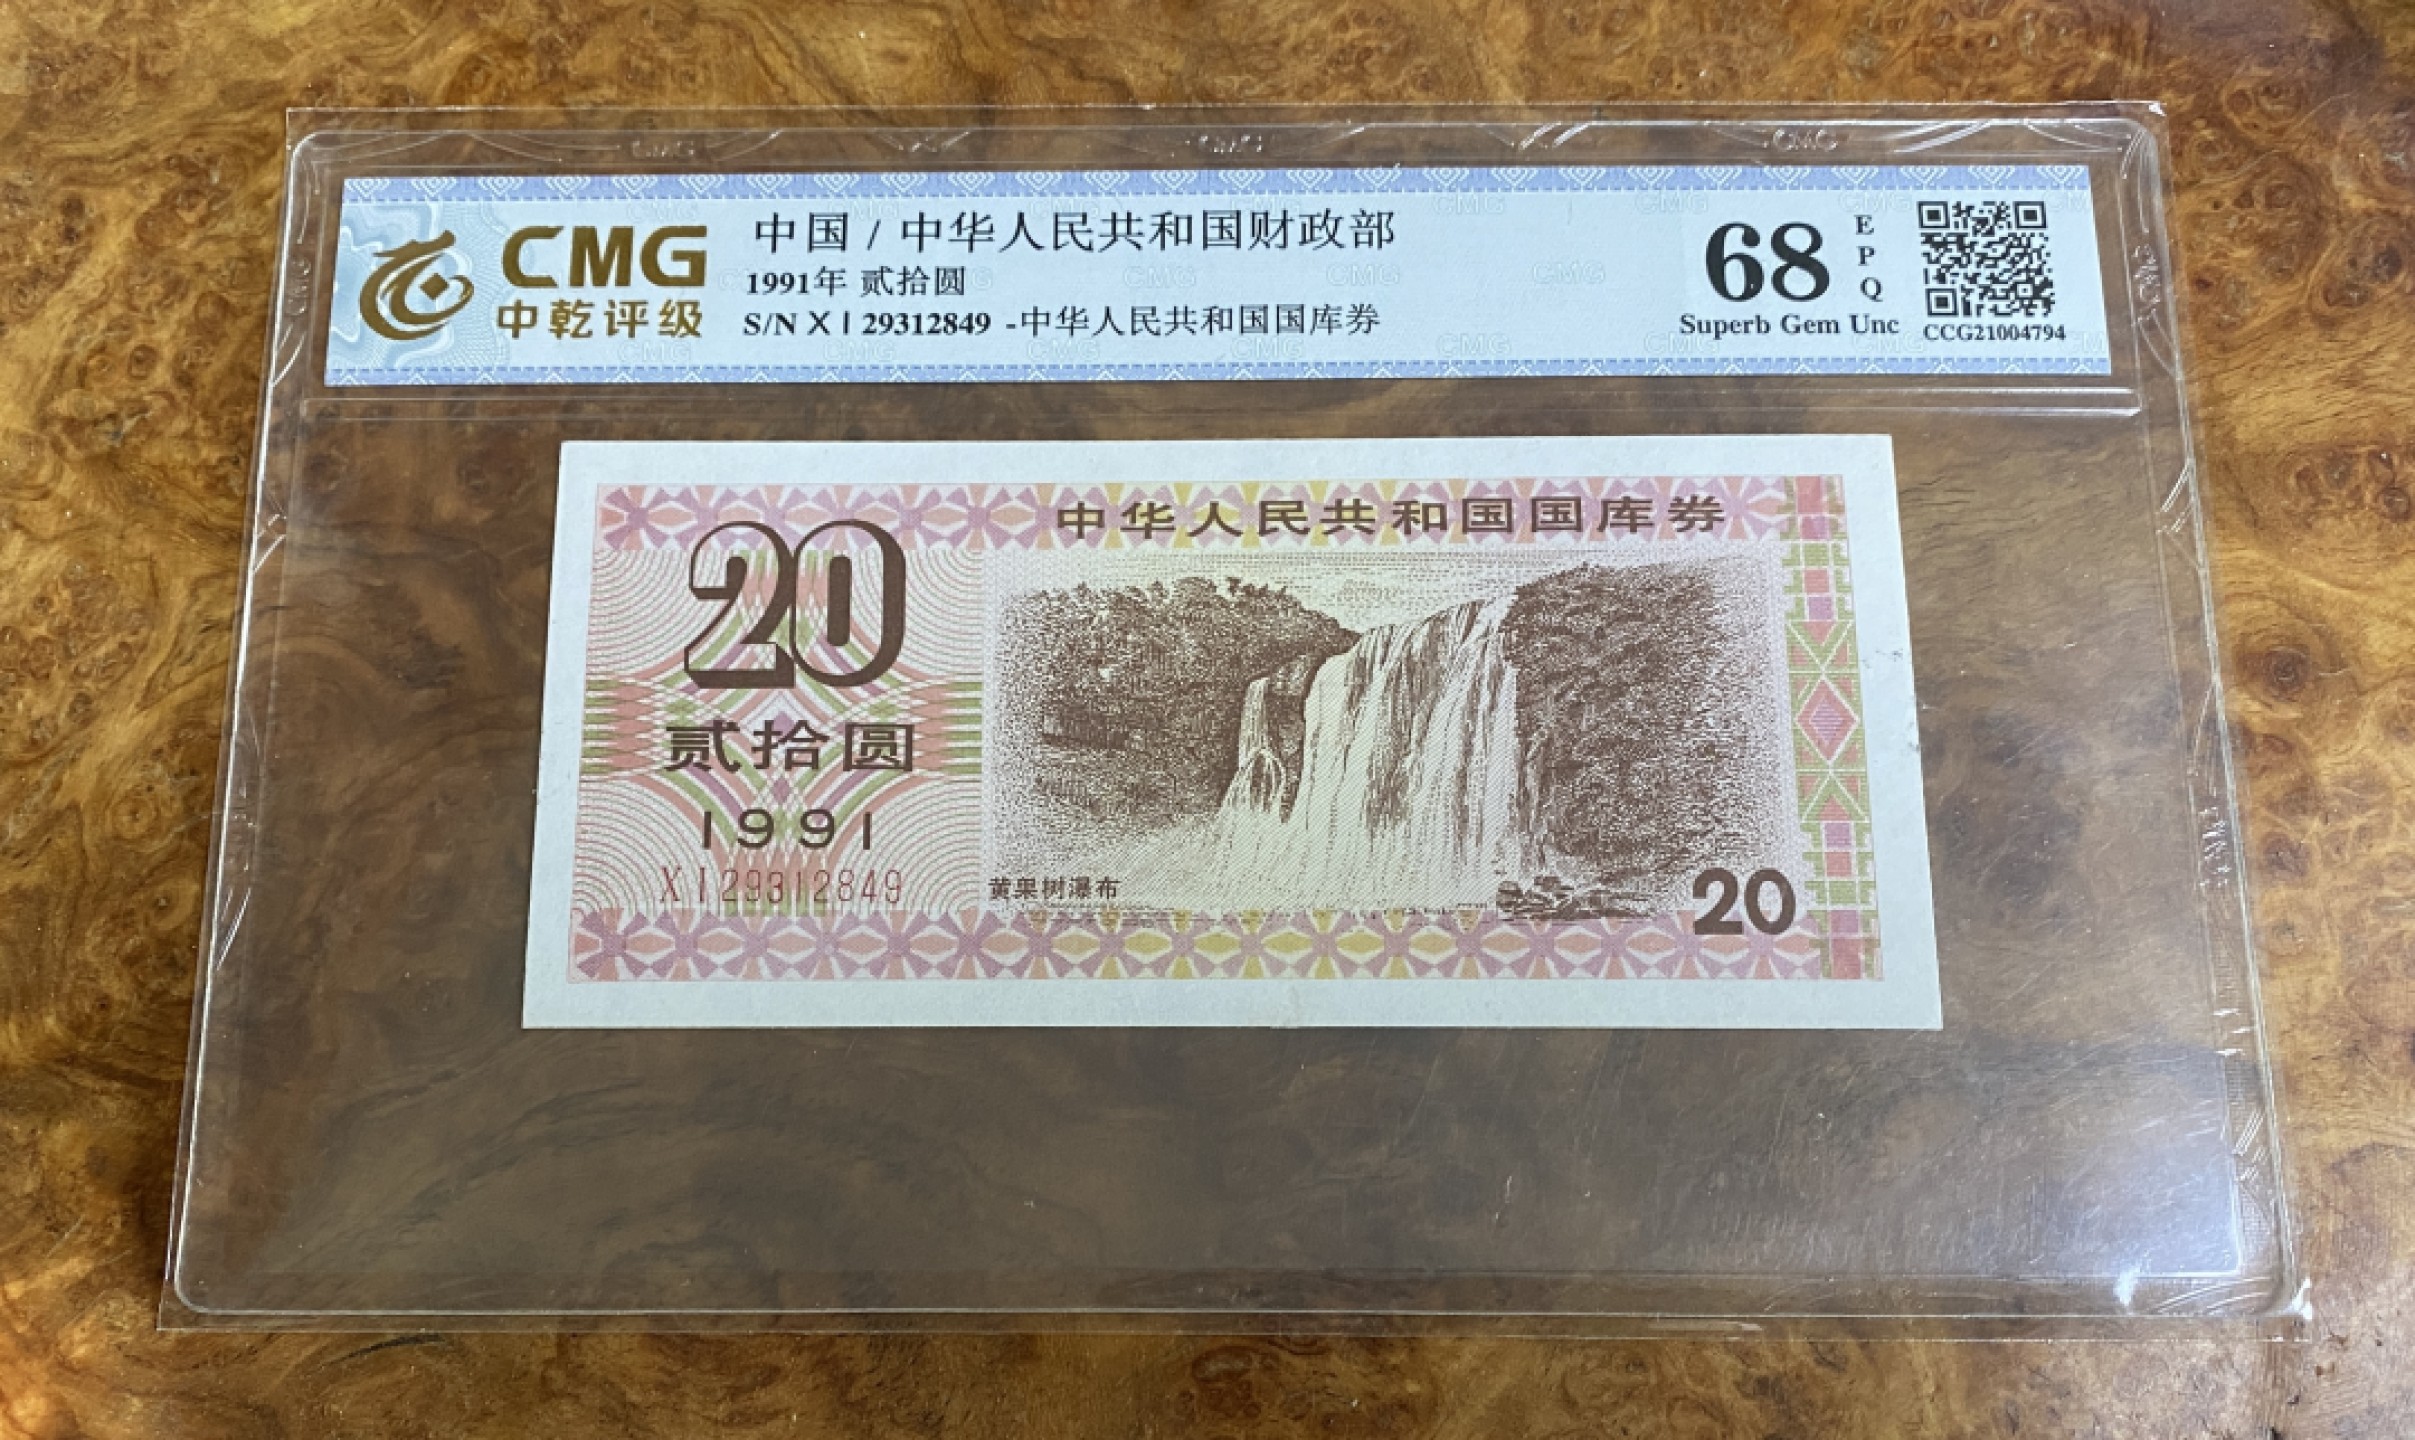 CMG
中乾评级
中国 / 中华人民共和国财政部
1991年 贰拾圆
S/N X I 29312849 -中华人民共和国国库券
68
EPQ
Superb Gem Unc
CCG21004794
中华人民共和国国库券
20
贰拾圆
1991
X I 29312849
黄果树瀑布
20